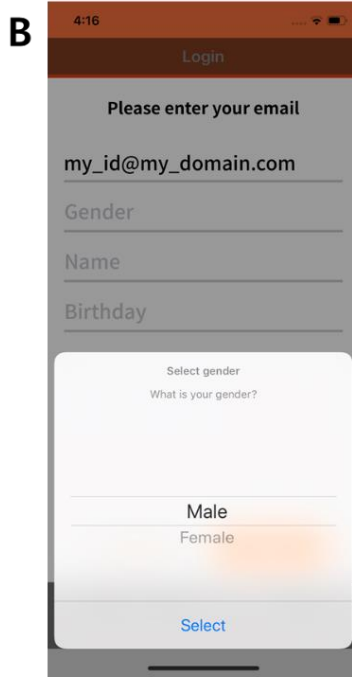 B
4:16
Login
Please enter your email
my_id@my_domain.com
Gender
Name
Birthday
Select gender
What is your gender?
Male
Female
Select